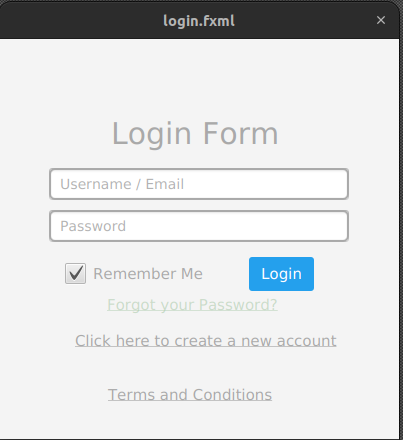 login.fxml
Login Form
Username / Email
Password
Remember Me
Login
Forgot your Password?
Click here to create a new account
Terms and Conditions